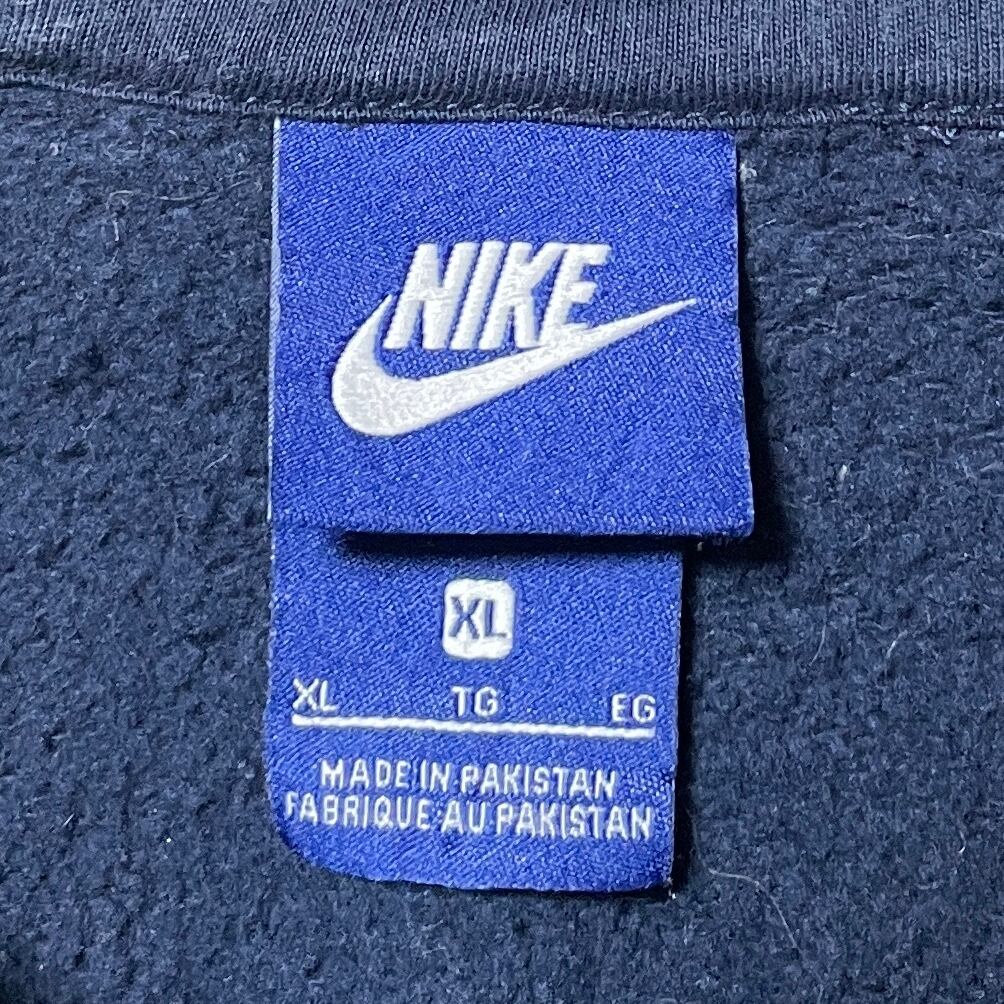 NIKE
XL
XL TG EG
MADE IN PAKISTAN
FABRIQUE AU PAKISTAN